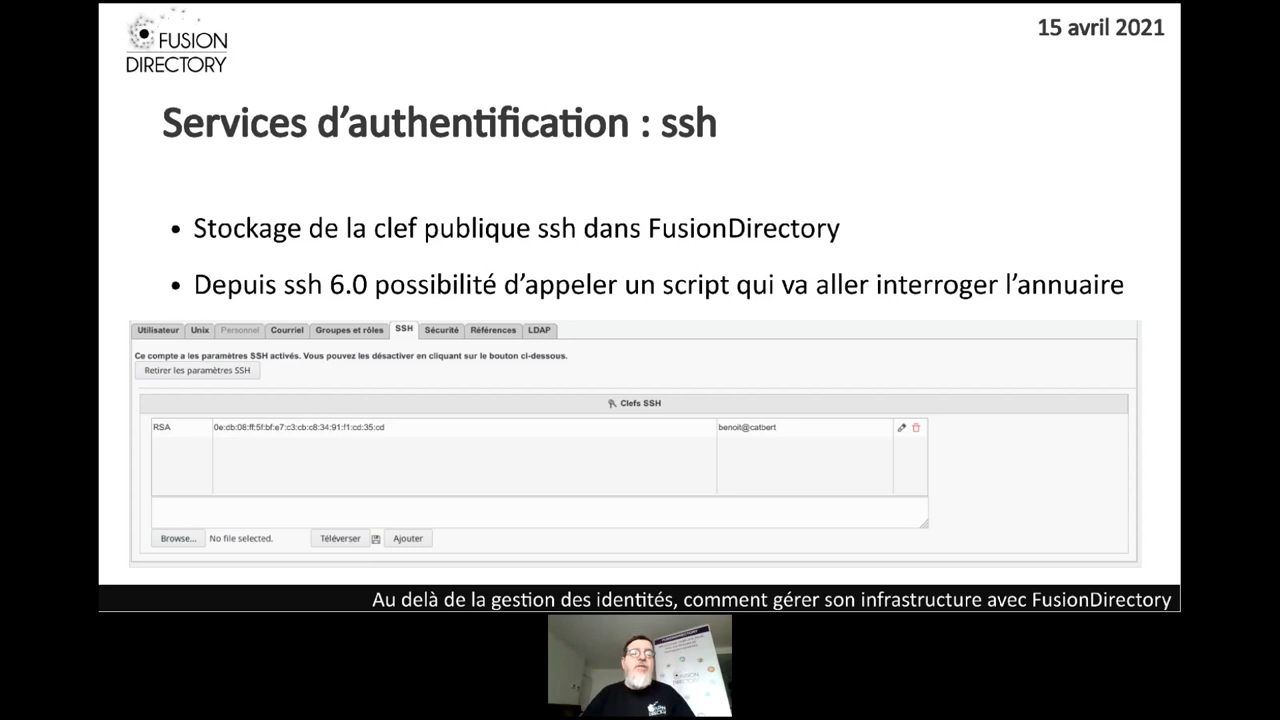 FUSION
DIRECTORY
15 avril 2021
Services d'authentification : ssh
• Stockage de la clef publique ssh dans FusionDirectory
• Depuis ssh 6.0 possibilité d'appeler un script qui va aller interroger l'annuaire
Utilisateur Unix Personnel Courriel Groupes et rôles SSH Sécurité Références LDAP
Ce compte a les paramètres SSH activés. Vous pouvez les désactiver en cliquant sur le bouton ci-dessous.
Retirer les paramètres SSH
Clefs SSH
RSA 0e:db:08:ff:5f:bf:e7:c3:cb:c8:34:91:f1:cd:35:cd benoit@catbert
Browse... No file selected. Téléverser Ajouter
Au delà de la gestion des identités, comment gérer son infrastructure avec FusionDirectory
FUSION
DIRECTORY